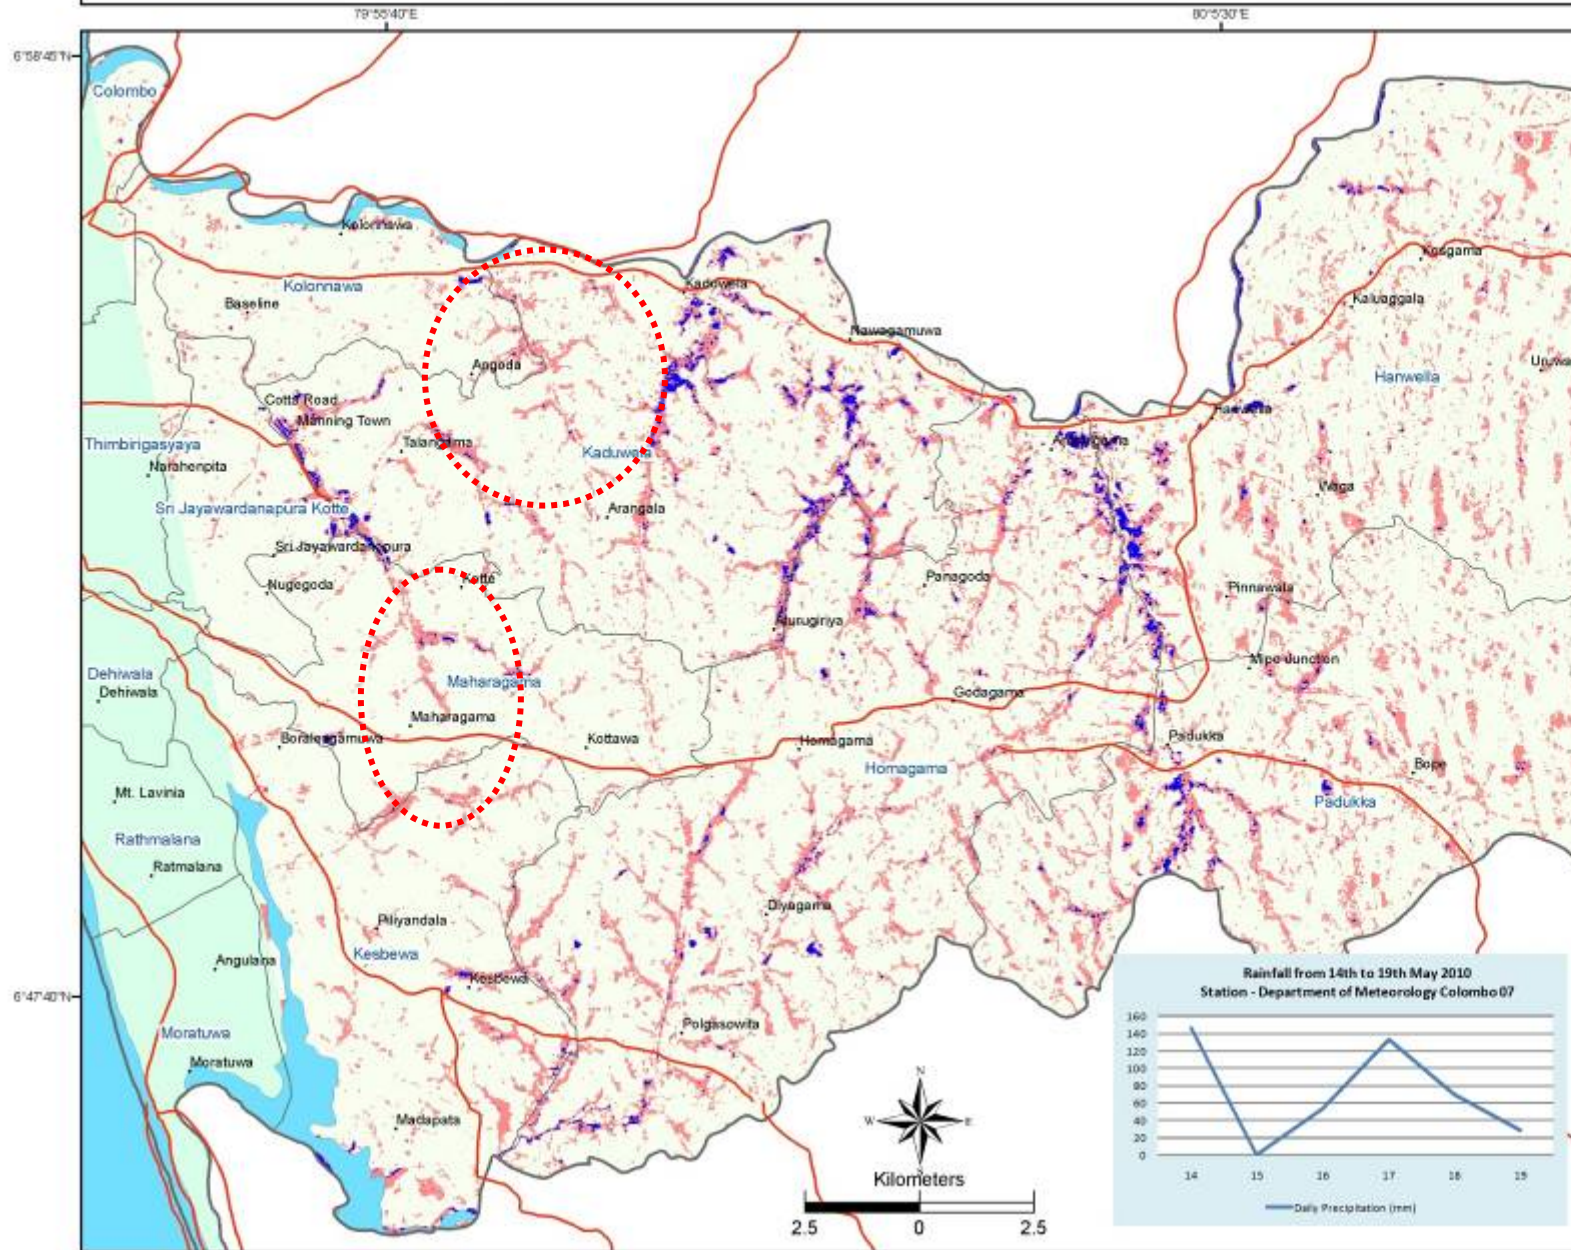 79°55'40"E
80°5'30"E
6°58'45"N
Colombo
Kolonnawa
Kosgama
Kolonnawa
Kaduwela
Baseline
Kaluaggala
Nawagamuwa
Angoda
Hanwella
Cotta Road
Hanwella
Manning Town
Thimbirigasyaya
Talangama
Kaduwela
Narahenpita
Waga
Sri Jayawardanapura Kotte
Arangala
Sri Jayawardanapura
Nugegoda
Kotte
Panagoda
Pinnawala
Dehiwala
Dehiwala
Maharagama
Mipe Junction
Godagama
Maharagama
Boralesgamuwa
Kottawa
Homagama
Padukka
Homagama
Bope
Mt. Lavinia
Padukka
Rathmalana
Ratmalana
Diyagama
Piliyandala
Kesbewa
Angulana
Kesbewa
6°47'40"N
Moratuwa
Polgasowita
Moratuwa
Madapata
N
W
E
S
Kilometers
2.5
0
2.5
Rainfall from 14th to 19th May 2010
Station - Department of Meteorology Colombo 07
160
140
120
100
80
60
40
20
0
14
15
16
17
18
19
Daily Precipitation (mm)